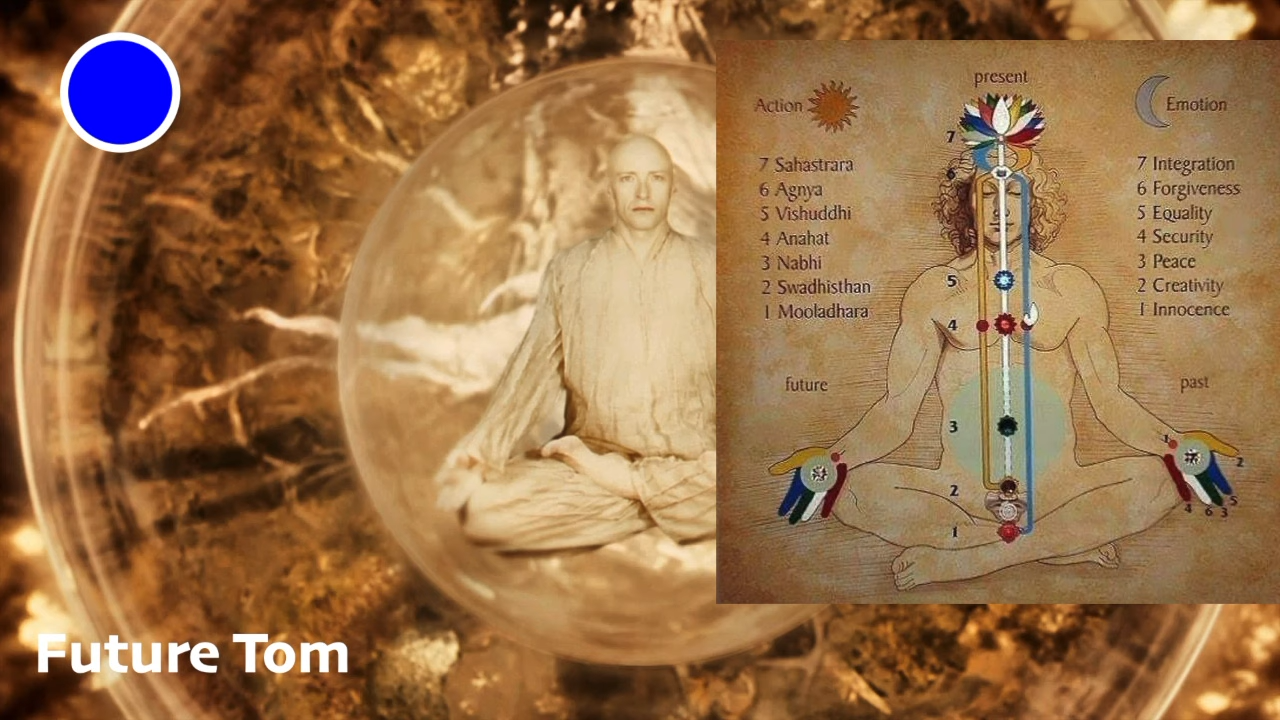 present
Action
Emotion
7
7 Sahastrara
6 Agnya
5 Vishuddhi
4 Anahat
3 Nabhi
2 Swadhisthan
1 Mooladhara
7 Integration
6 Forgiveness
5 Equality
4 Security
3 Peace
2 Creativity
1 Innocence
6
5
4
future
past
3
2
1
1
2
5
4 6 3
Future Tom